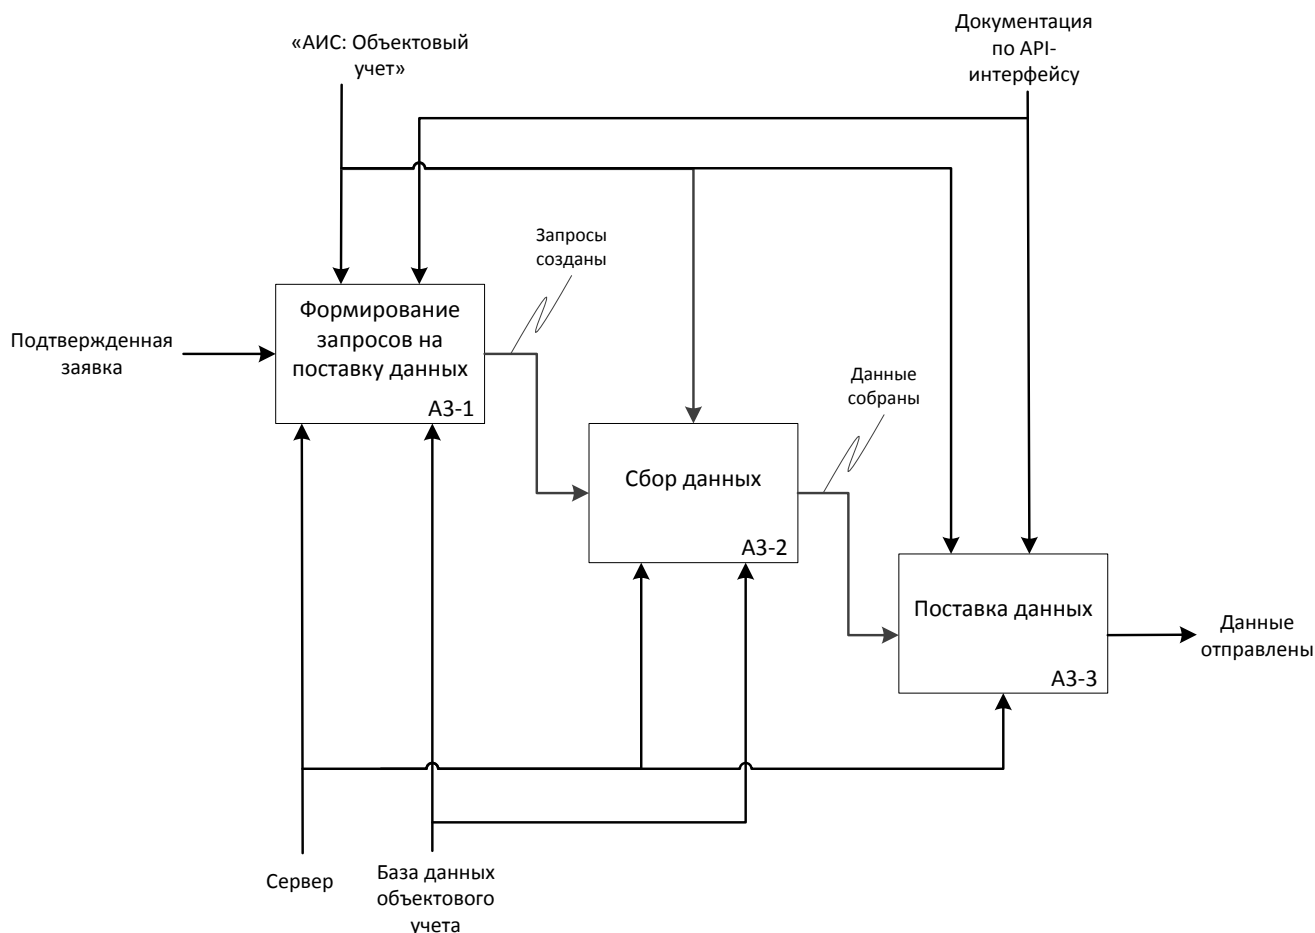 «АИС: Объектовый
учет»
Документация
по API-
интерфейсу
Запросы
созданы
Формирование
запросов на
поставку данных
А3-1
Подтвержденная
заявка
Данные
собраны
Сбор данных
А3-2
Поставка данных
А3-3
Данные
отправлены
Сервер
База данных
объектового
учета